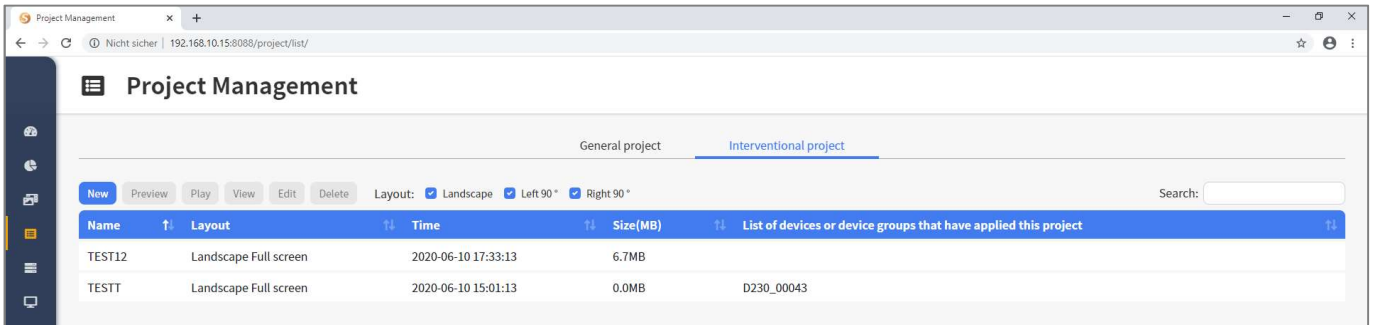 Project Management
Nicht sicher | 192.168.10.15:8088/project/list/
Project Management
General project Interventional project
New Preview Play View Edit Delete Layout: Landscape Left 90 ° Right 90 ° Search:
Name Layout Time Size(MB) List of devices or device groups that have applied this project
TEST12 Landscape Full screen 2020-06-10 17:33:13 6.7MB
TESTT Landscape Full screen 2020-06-10 15:01:13 0.0MB D230_00043